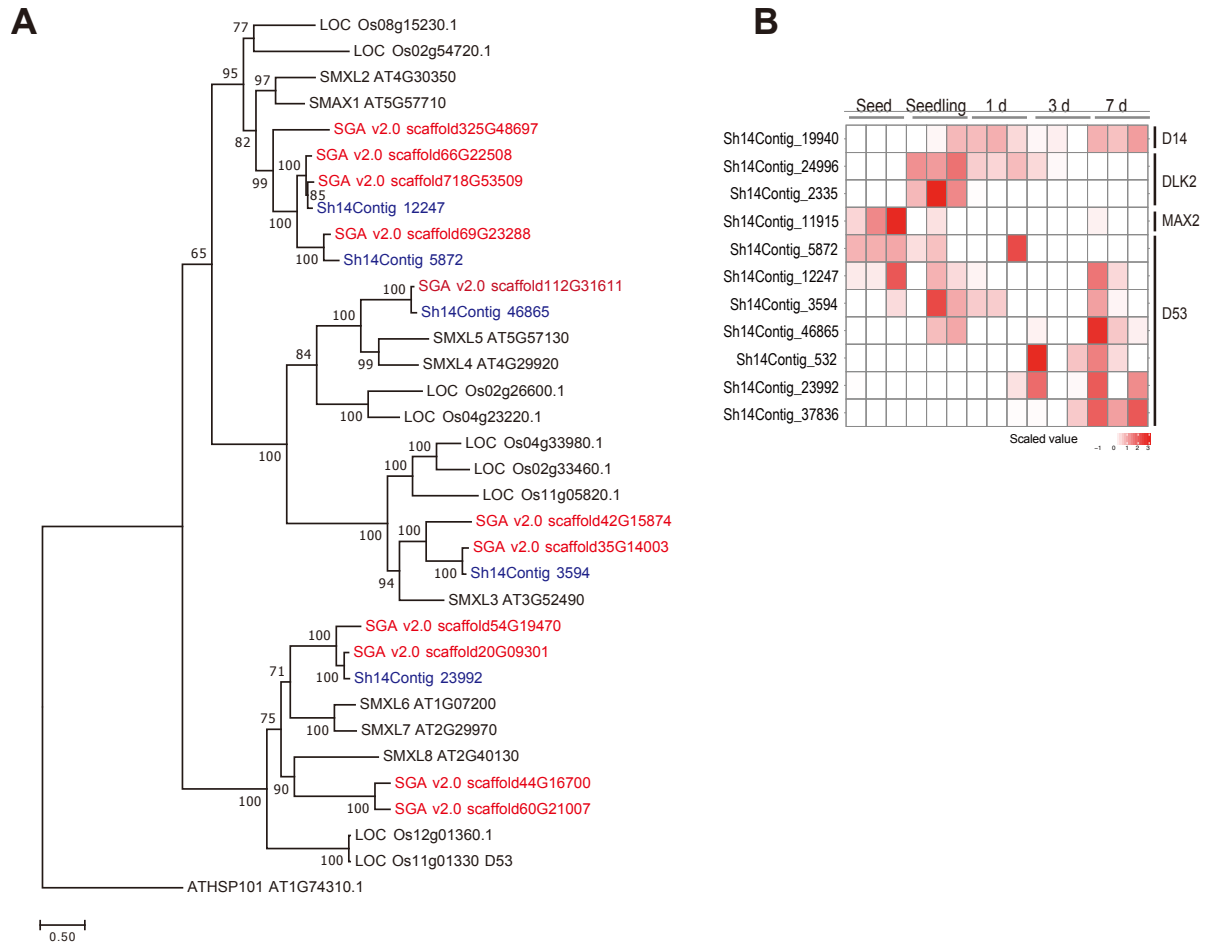 A
77
LOC Os08g15230.1
LOC Os02g54720.1
95
97
SMXL2 AT4G30350
SMAX1 AT5G57710
82
SGA v2.0 scaffold325G48697
100
SGA v2.0 scaffold66G22508
99
SGA v2.0 scaffold718G53509
85
Sh14Contig 12247
100
SGA v2.0 scaffold69G23288
100
Sh14Contig 5872
65
SGA v2.0 scaffold112G31611
100
Sh14Contig 46865
100
SMXL5 AT5G57130
84
99
SMXL4 AT4G29920
LOC Os02g26600.1
100
LOC Os04g23220.1
100
LOC Os04g33980.1
100
100
LOC Os02g33460.1
LOC Os11g05820.1
100
SGA v2.0 scaffold42G15874
100
SGA v2.0 scaffold35G14003
100
Sh14Contig 3594
94
SMXL3 AT3G52490
SGA v2.0 scaffold54G19470
100
SGA v2.0 scaffold20G09301
71
100
Sh14Contig 23992
SMXL6 AT1G07200
75
100
SMXL7 AT2G29970
SMXL8 AT2G40130
90
SGA v2.0 scaffold44G16700
100
100
SGA v2.0 scaffold60G21007
LOC Os12g01360.1
100
LOC Os11g01330 D53
ATHSP101 AT1G74310.1
0.50
B
Seed Seedling 1 d 3 d 7 d
Sh14Contig_19940 D14
Sh14Contig_24996
DLK2
Sh14Contig_2335
Sh14Contig_11915 MAX2
Sh14Contig_5872
Sh14Contig_12247
Sh14Contig_3594
D53
Sh14Contig_46865
Sh14Contig_532
Sh14Contig_23992
Sh14Contig_37836
Scaled value
−1 0 1 2 3